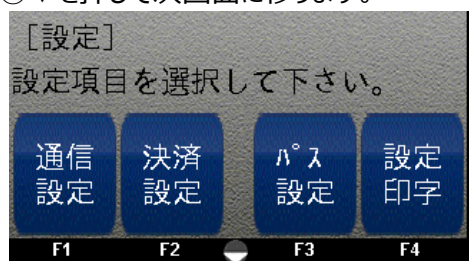 [設定]
設定項目を選択して下さい。
通信 決済 ﾊﾟｽ 設定
設定 設定 設定 印字
F1 F2 F3 F4